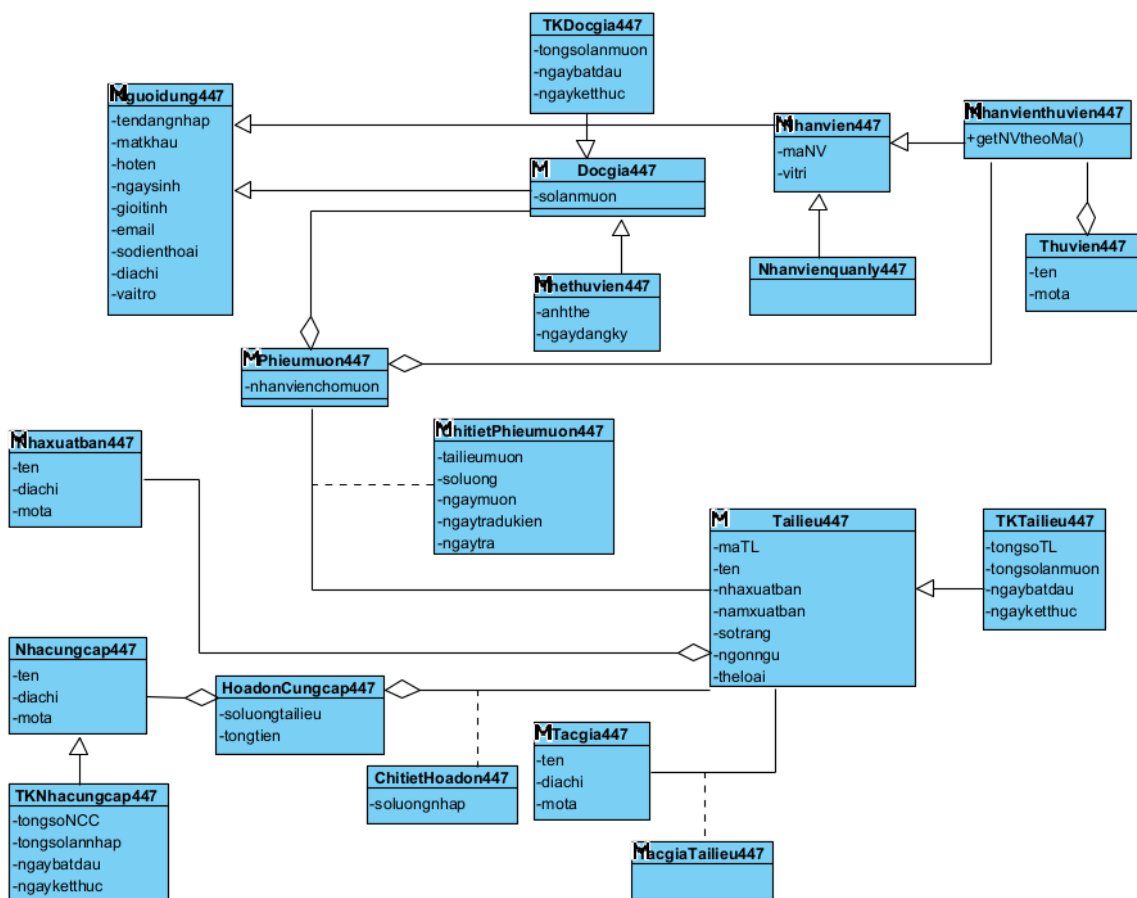 TKDocgia447
-tongsolanmuon
-ngaybatdau
-ngayketthuc
M Nguoidung447
-tendangnhap
-matkhau
-hoten
-ngaysinh
-gioitinh
-email
-sodienthoai
-diachi
-vaitro
M Docgia447
-solanmuon
M Nhanvien447
-maNV
-vitri
M Nhanvienthuvien447
+getNVtheoMa()
Thuvien447
-ten
-mota
Nhanvienquanly447
M Thethuvien447
-anhthe
-ngaydangky
M Phieumuon447
-nhanvienchomuon
M Nhaxuatban447
-ten
-diachi
-mota
M ChitietPhieumuon447
-tailieumuon
-soluong
-ngaymuon
-ngaytradukien
-ngaytra
M Tailieu447
-maTL
-ten
-nhaxuatban
-namxuatban
-sotrang
-ngonngu
-theloai
TKTailieu447
-tongsoTL
-tongsolanmuon
-ngaybatdau
-ngayketthuc
Nhacungcap447
-ten
-diachi
-mota
HoadonCungcap447
-soluongtailieu
-tongtien
ChitietHoadon447
-soluongnhap
M Tacgia447
-ten
-diachi
-mota
TKNhacungcap447
-tongsoNCC
-tongsolannhap
-ngaybatdau
-ngayketthuc
M TacgiaTailieu447